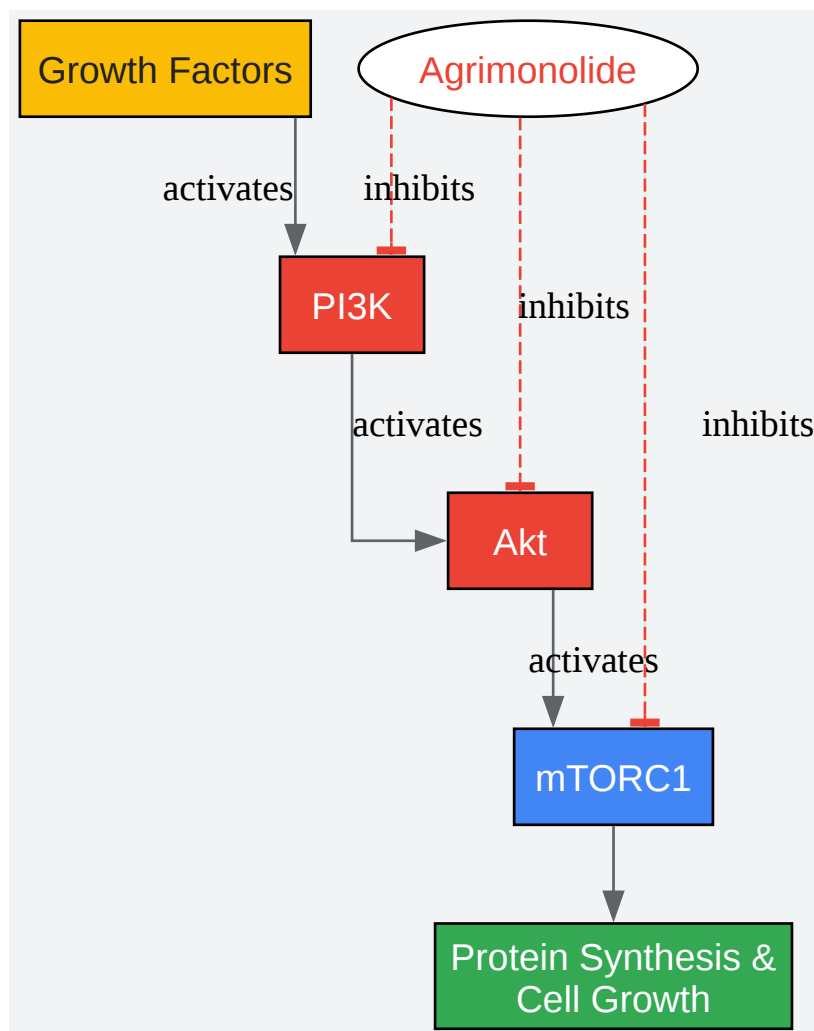 Growth Factors
Agrimonolide
activates
inhibits
PI3K
inhibits
activates
inhibits
Akt
activates
mTORC1
Protein Synthesis &
Cell Growth